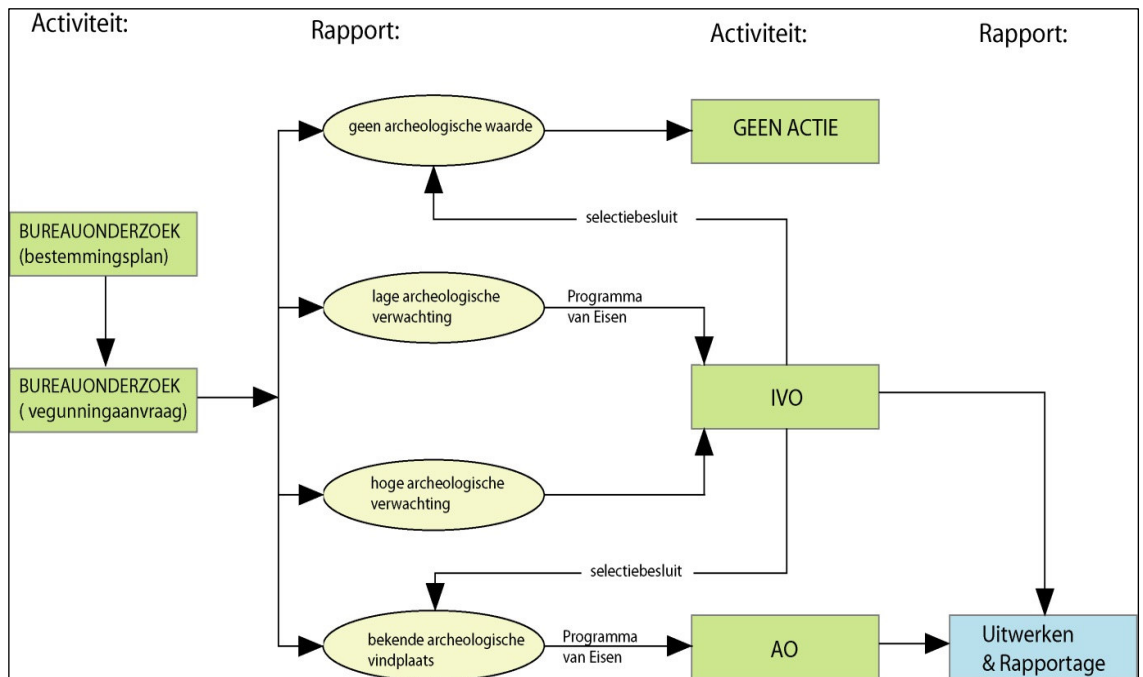 Activiteit:
Rapport:
Activiteit:
Rapport:
geen archeologische waarde
GEEN ACTIE
selectiebesluit
BUREAUONDERZOEK
(bestemmingsplan)
lage archeologische
verwachting
Programma
van Eisen
BUREAUONDERZOEK
( vegunningaanvraag)
IVO
hoge archeologische
verwachting
selectiebesluit
bekende archeologische
vindplaats
Programma
van Eisen
AO
Uitwerken
& Rapportage